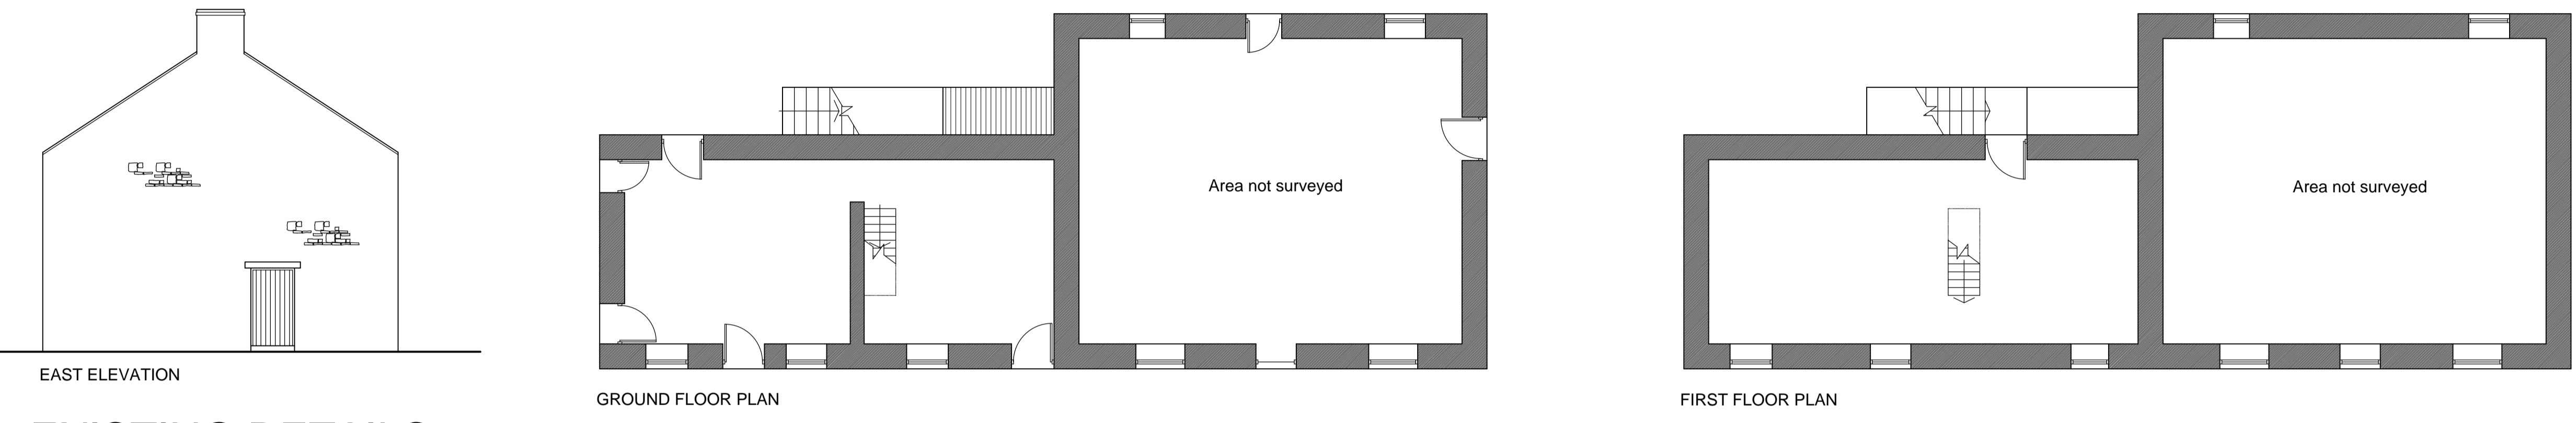 Area not surveyed
Area not surveyed
EAST ELEVATION
GROUND FLOOR PLAN
FIRST FLOOR PLAN